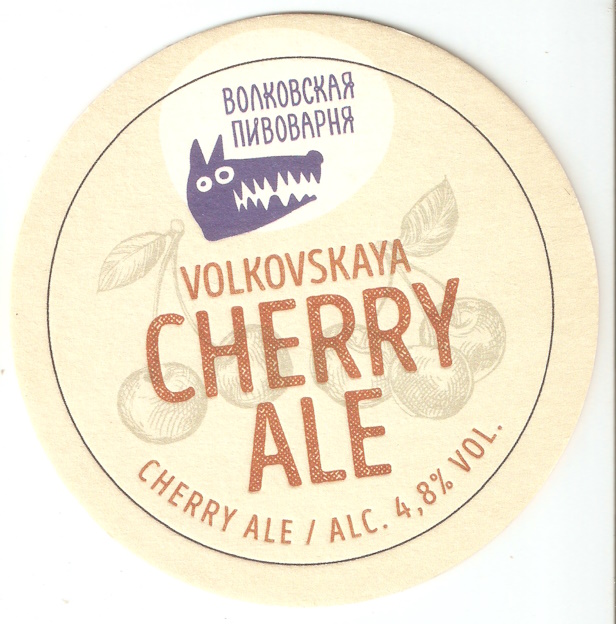 ВОЛКОВСКАЯ
ПИВОВАРНЯ
VOLKOVSKAYA
CHERRY
ALE
CHERRY ALE / ALC. 4,8% VOL.